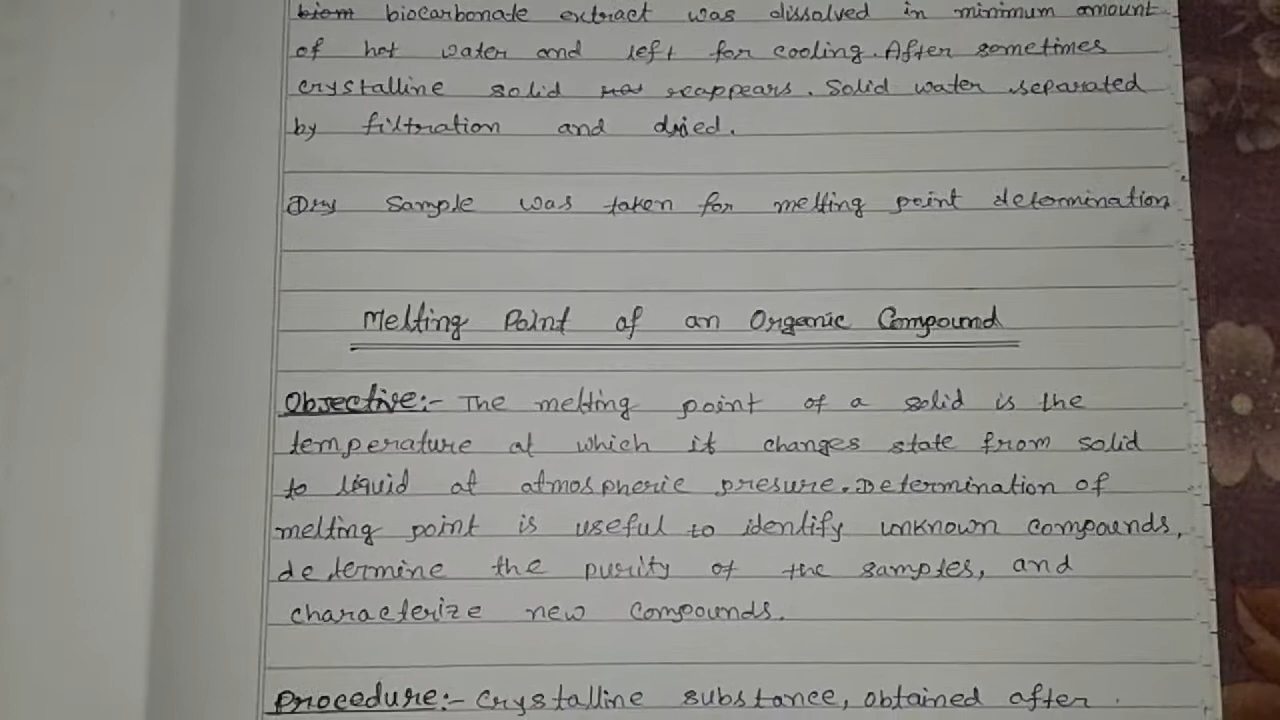 biocarbonate extract was dissolved in minimum amount
of hot water and left for cooling. After sometimes
crystalline solid reappears. Solid water separated
by filtration and dried.
Dry sample was taken for melting point determination
Melting Point of an Organic Compound
Objective:- The melting point of a solid is the
temperature at which it changes state from solid
to liquid at atmospheric presure. Determination of
melting point is useful to identify unknown compounds,
determine the purity of the samples, and
characterize new compounds.
Procedure:- Crystalline substance, obtained after